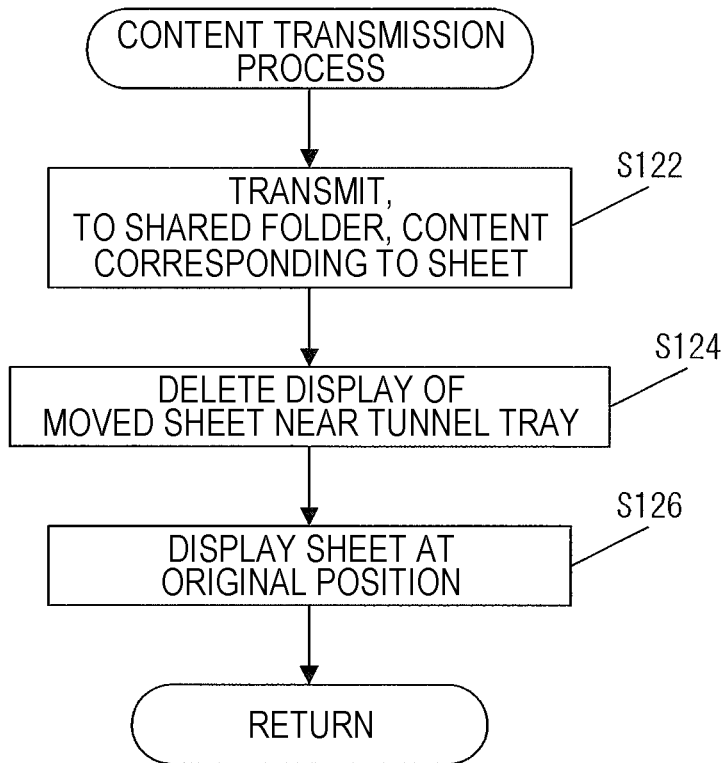 CONTENT TRANSMISSION
PROCESS
S122
TRANSMIT,
TO SHARED FOLDER, CONTENT
CORRESPONDING TO SHEET
S124
DELETE DISPLAY OF
MOVED SHEET NEAR TUNNEL TRAY
S126
DISPLAY SHEET AT
ORIGINAL POSITION
RETURN